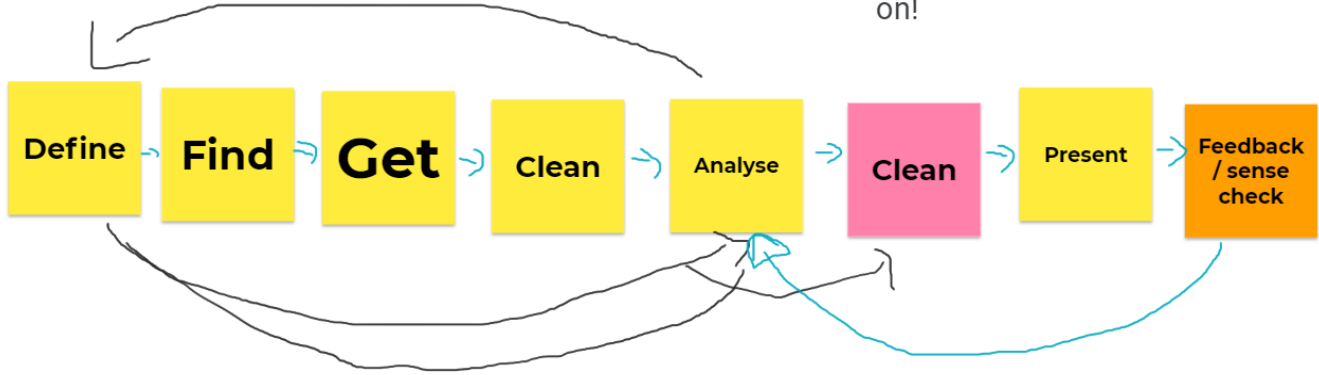 on!
Define
Find
Get
Clean
Analyse
Clean
Present
Feedback
/ sense
check